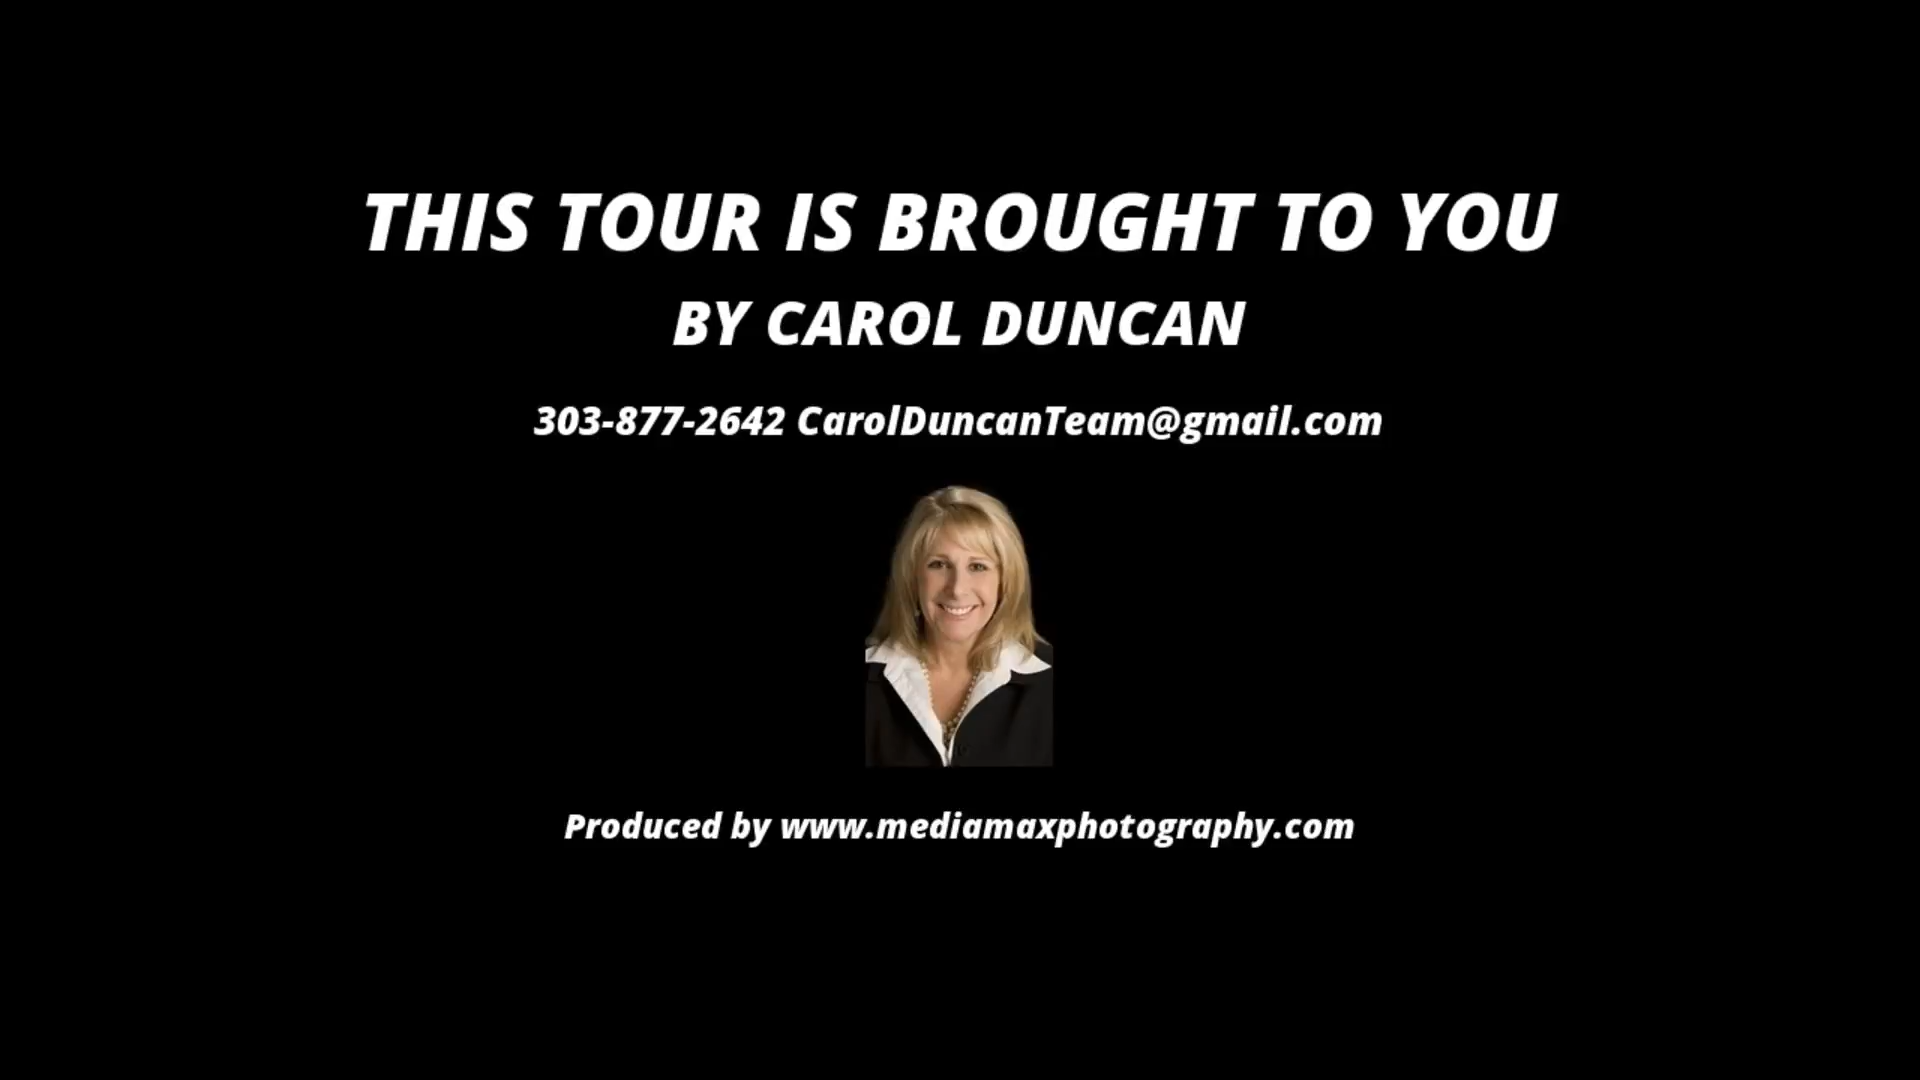 THIS TOUR IS BROUGHT TO YOU
BY CAROL DUNCAN
303-877-2642 CarolDuncanTeam@gmail.com
Produced by www.mediamaxphotography.com